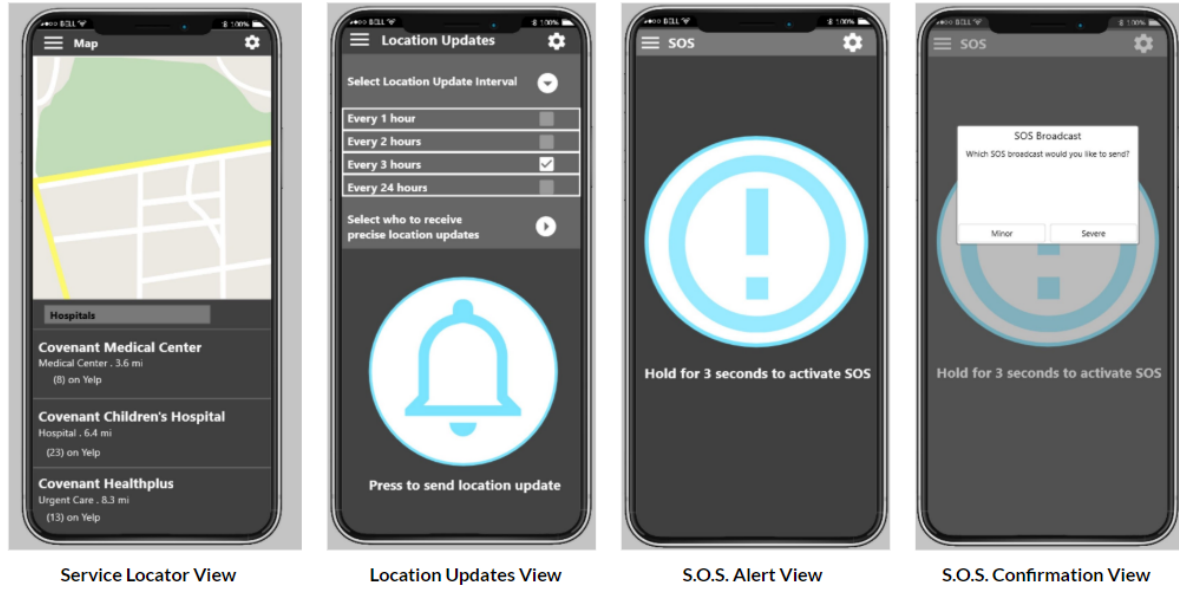 BELL 100%
Map
Hospitals
Covenant Medical Center
Medical Center . 3.6 mi
(8) on Yelp
Covenant Children's Hospital
Hospital . 6.4 mi
(23) on Yelp
Covenant Healthplus
Urgent Care . 8.3 mi
(13) on Yelp
Service Locator View
BELL 100%
Location Updates
Select Location Update Interval
Every 1 hour
Every 2 hours
Every 3 hours
Every 24 hours
Select who to receive
precise location updates
Press to send location update
Location Updates View
BELL 100%
SOS
Hold for 3 seconds to activate SOS
S.O.S. Alert View
BELL 100%
SOS
SOS Broadcast
Which SOS broadcast would you like to send?
Minor Severe
Hold for 3 seconds to activate SOS
S.O.S. Confirmation View